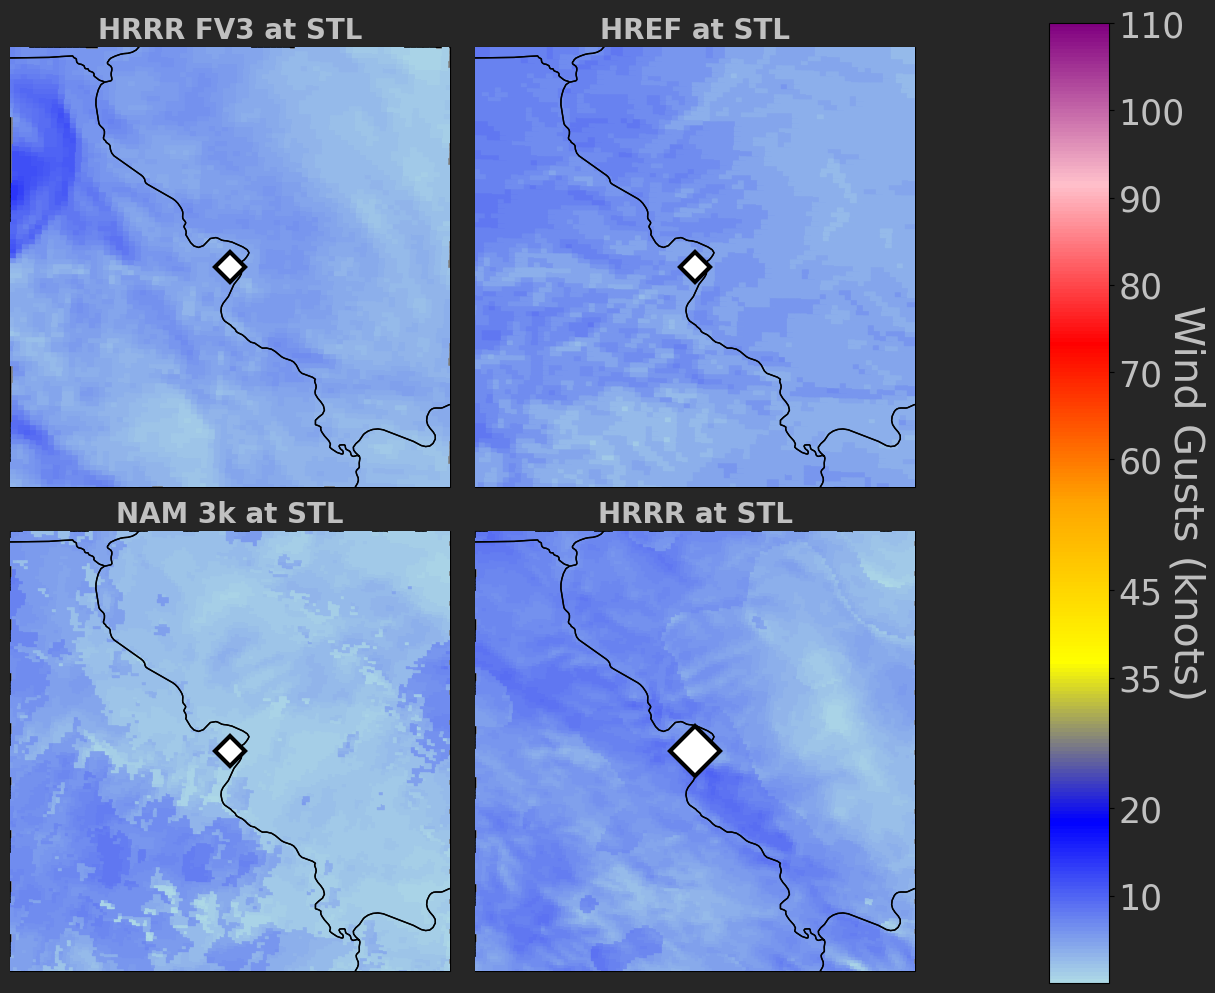 HRRR FV3 at STL
HREF at STL
NAM 3k at STL
HRRR at STL
110
100
90
80
70
60
45
35
20
10
Wind Gusts (knots)